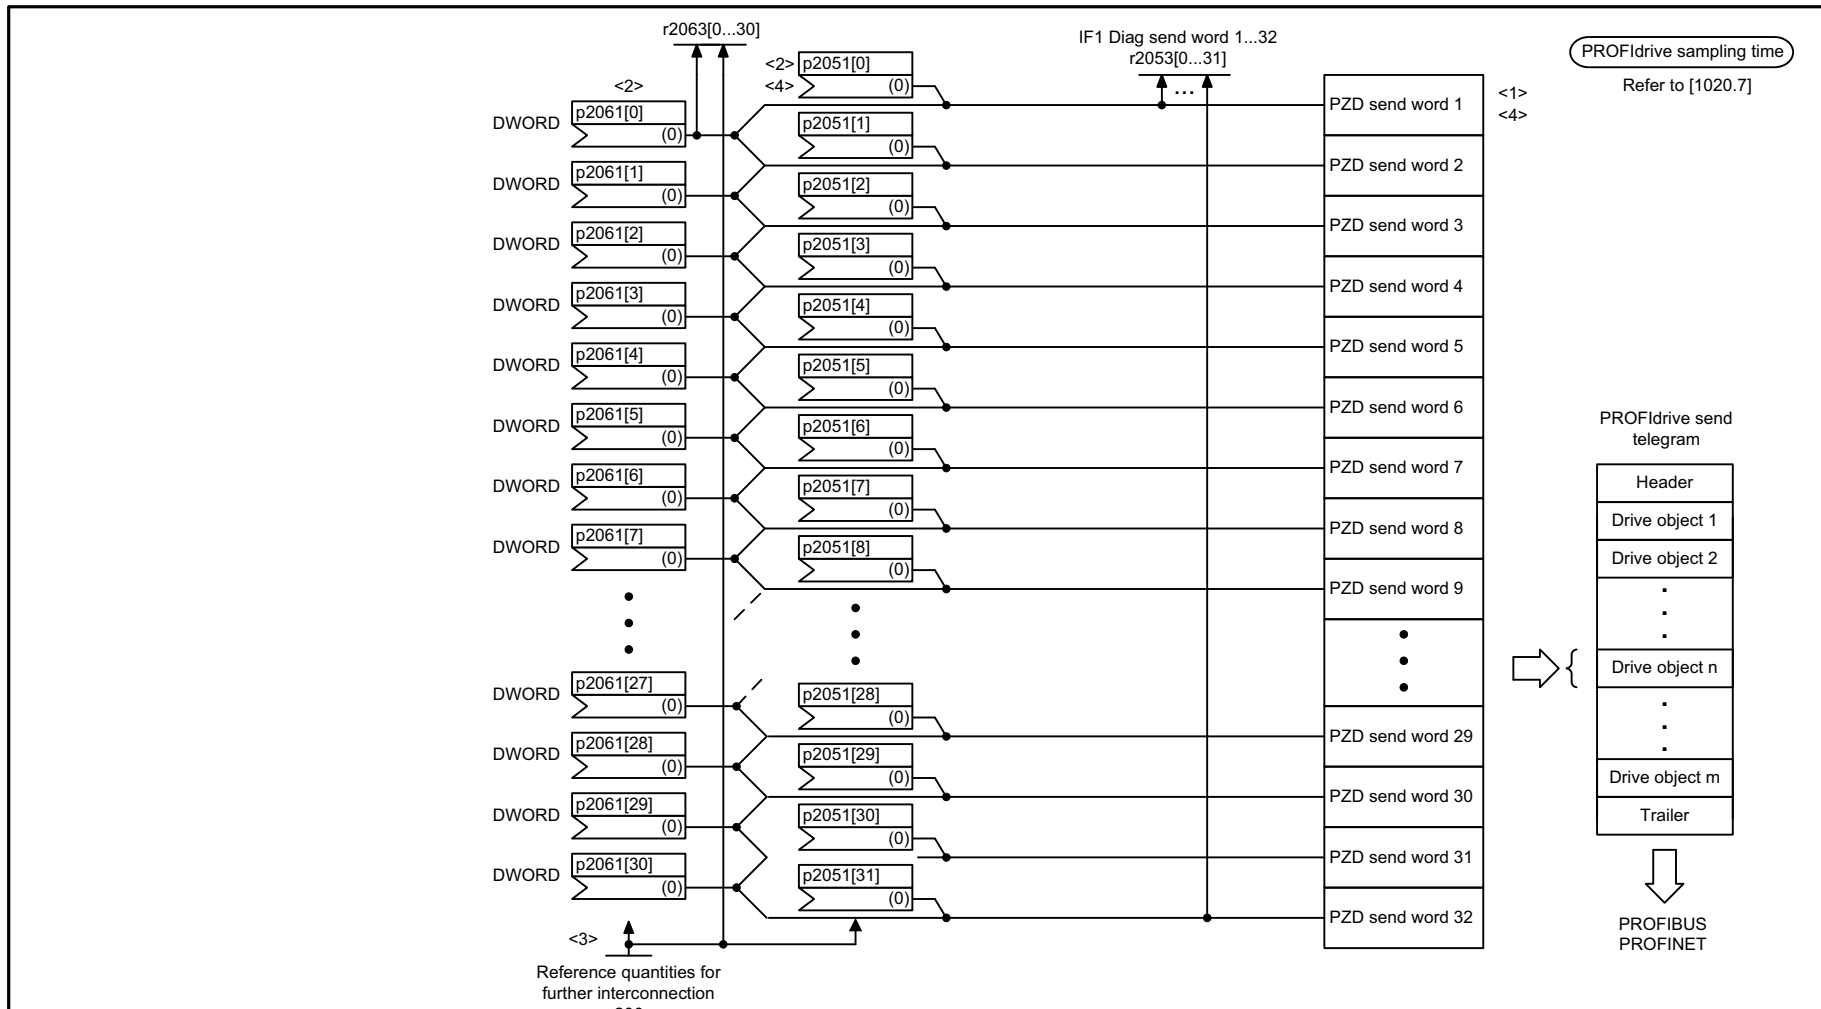 r2063[0...30]
IF1 Diag send word 1...32
r2053[0...31]
PROFIdrive sampling time
Refer to [1020.7]
<2>
<2>
<4>
...
<1>
<4>
DWORD
p2061[0]
(0)
DWORD
p2061[1]
(0)
DWORD
p2061[2]
(0)
DWORD
p2061[3]
(0)
DWORD
p2061[4]
(0)
DWORD
p2061[5]
(0)
DWORD
p2061[6]
(0)
DWORD
p2061[7]
(0)
DWORD
p2061[27]
(0)
DWORD
p2061[28]
(0)
DWORD
p2061[29]
(0)
DWORD
p2061[30]
(0)
<3>
Reference quantities for
further interconnection
p2051[0]
(0)
p2051[1]
(0)
p2051[2]
(0)
p2051[3]
(0)
p2051[4]
(0)
p2051[5]
(0)
p2051[6]
(0)
p2051[7]
(0)
p2051[8]
(0)
p2051[28]
(0)
p2051[29]
(0)
p2051[30]
(0)
p2051[31]
(0)
PZD send word 1
PZD send word 2
PZD send word 3
PZD send word 4
PZD send word 5
PZD send word 6
PZD send word 7
PZD send word 8
PZD send word 9
PZD send word 29
PZD send word 30
PZD send word 31
PZD send word 32
PROFIdrive send
telegram
Header
Drive object 1
Drive object 2
Drive object n
Drive object m
Trailer
PROFIBUS
PROFINET